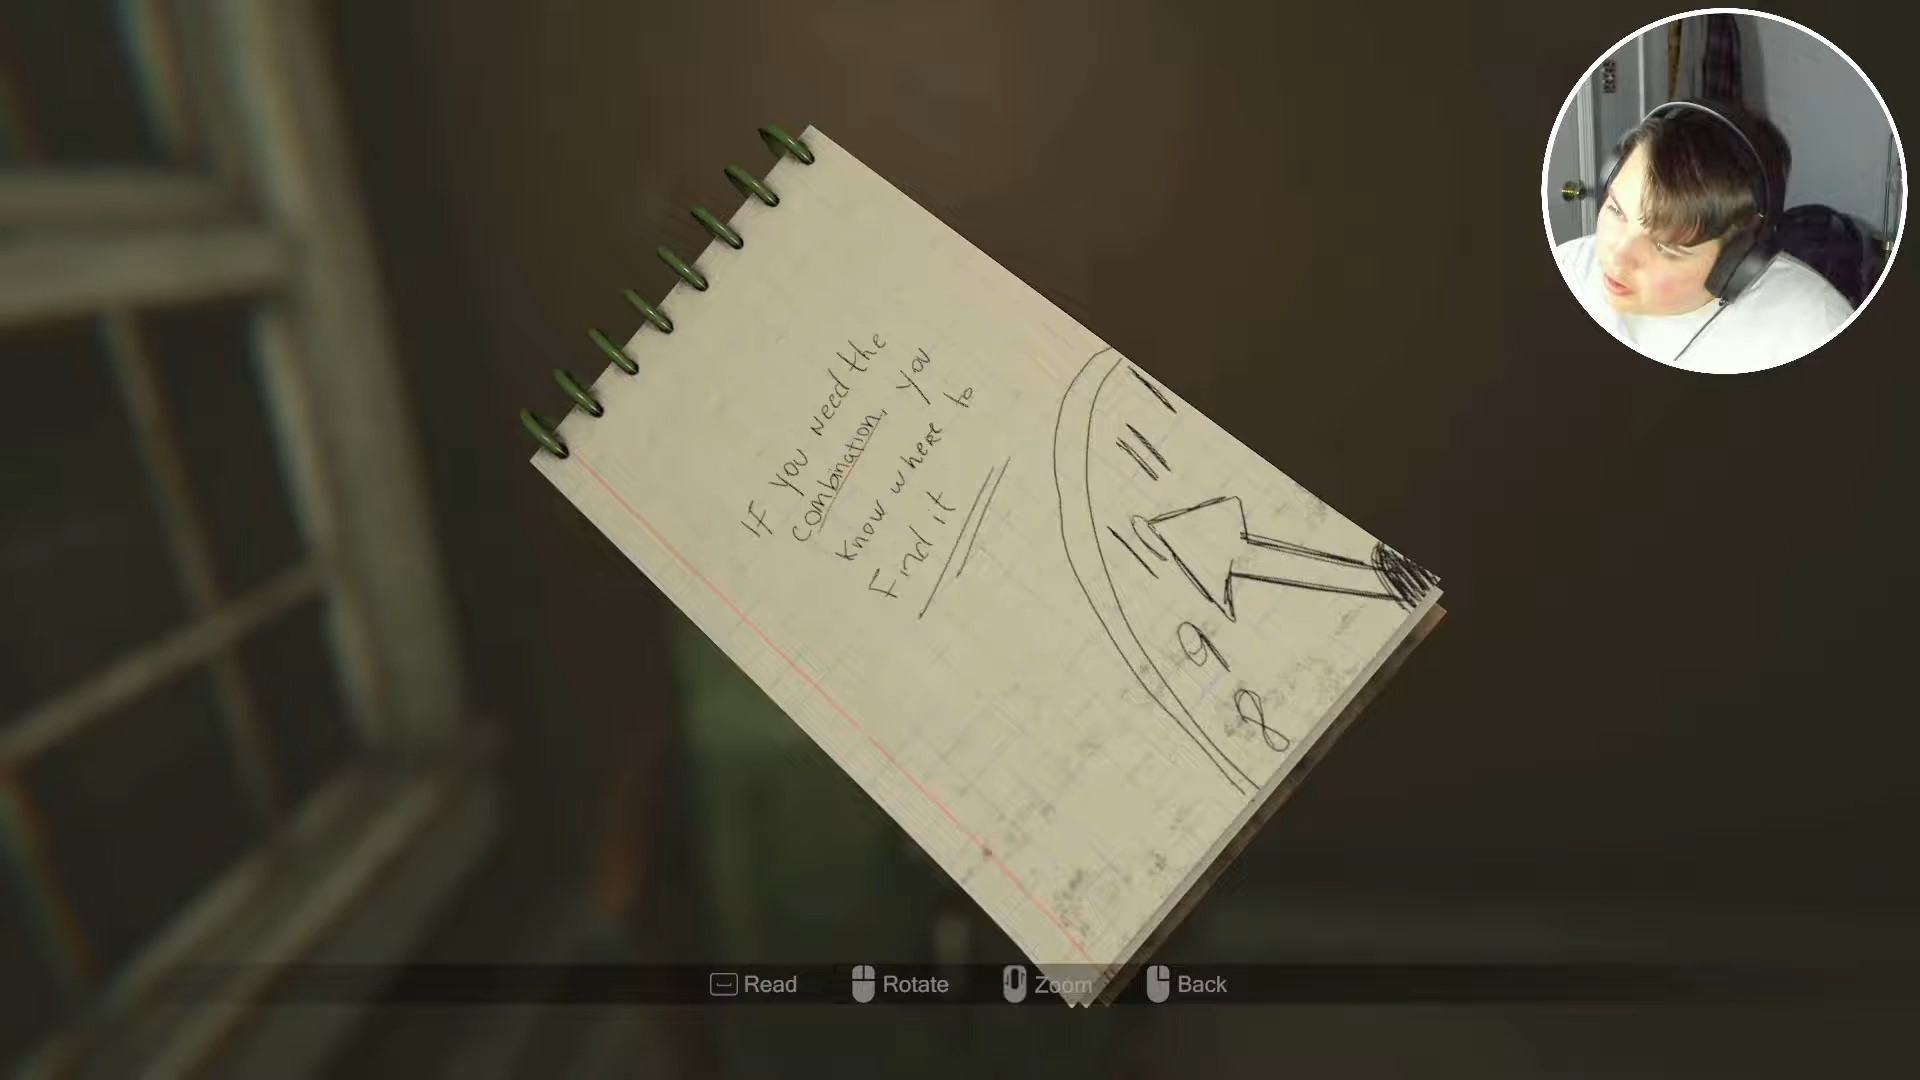 IF you need the
combination, you
know where to
Find it
1
11
10
9
8
Read Rotate Zoom Back